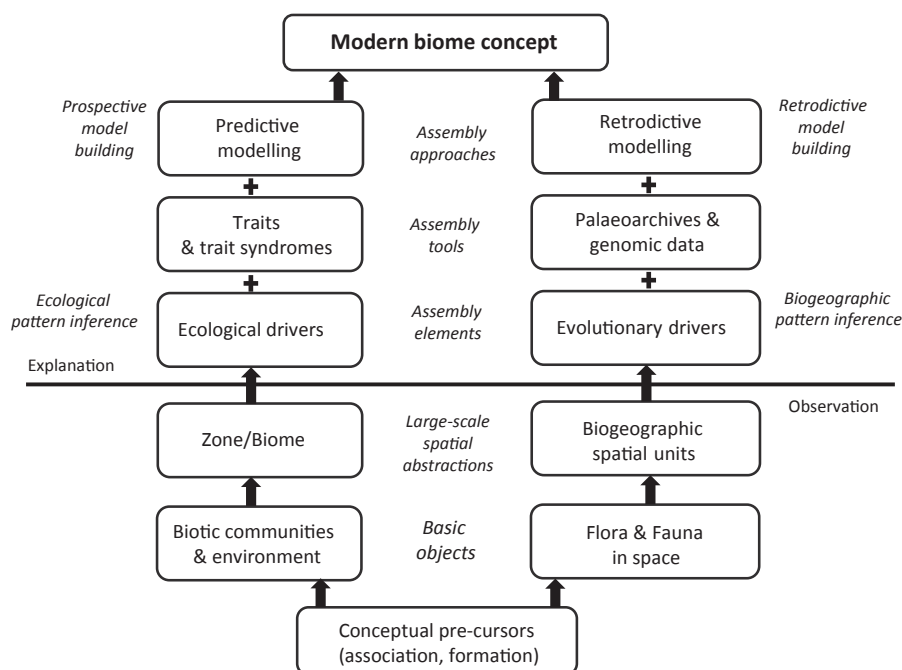 Modern biome concept
Prospective
model
building
Predictive
modelling
Assembly
approaches
Retrodictive
modelling
Retrodictive
model
building
+
+
Traits
& trait syndromes
Assembly
tools
Palaeoarchives &
genomic data
+
+
Ecological
pattern inference
Ecological drivers
Assembly
elements
Evolutionary drivers
Biogeographic
pattern inference
Explanation
Observation
Zone/Biome
Large-scale
spatial
abstractions
Biogeographic
spatial units
Biotic communities
& environment
Basic
objects
Flora & Fauna
in space
Conceptual pre-cursors
(association, formation)